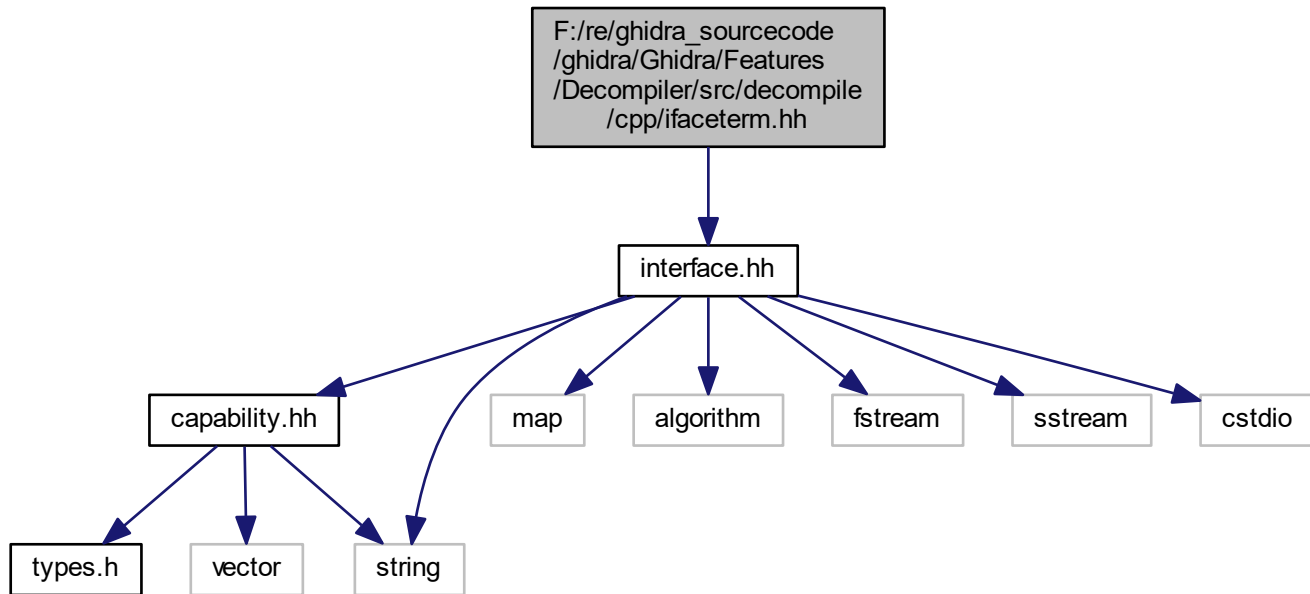 F:/re/ghidra_sourcecode
/ghidra/Ghidra/Features
/Decompiler/src/decompile
/cpp/ifaceterm.hh
interface.hh
capability.hh
map
algorithm
fstream
sstream
cstdio
types.h
vector
string